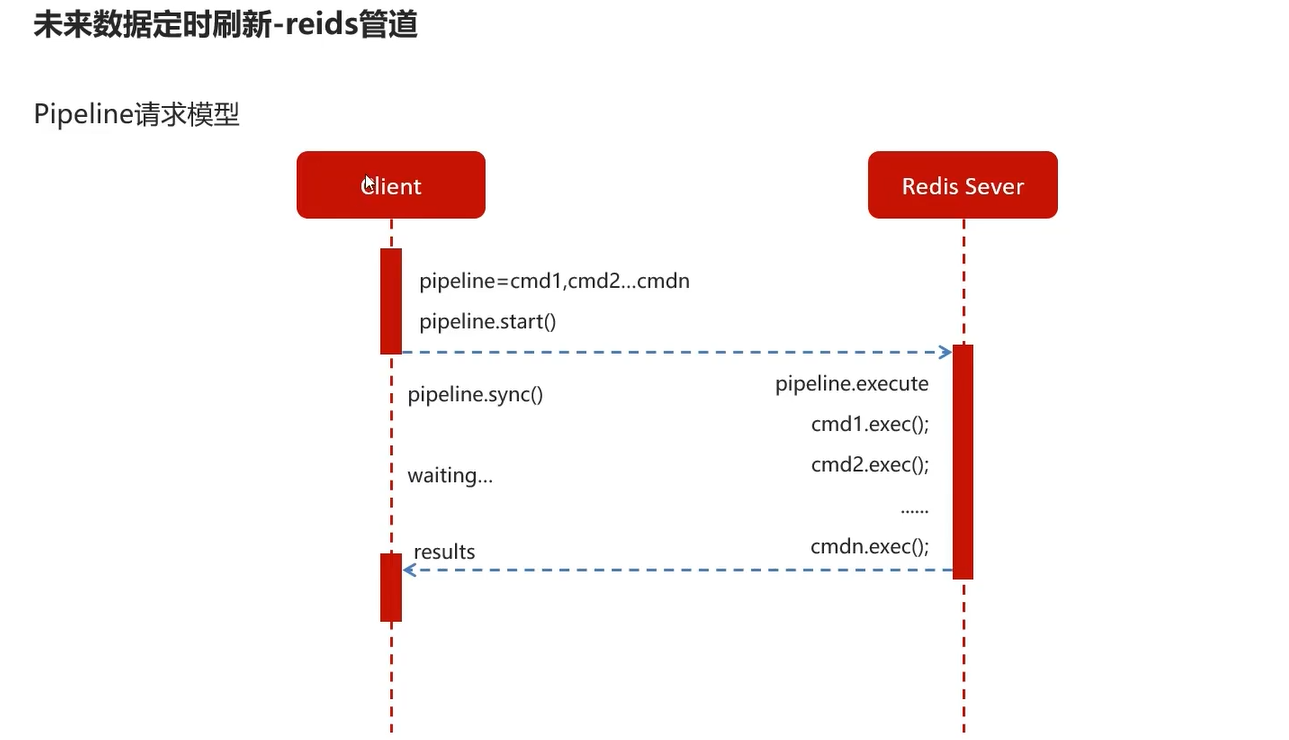 未来数据定时刷新-reids管道
Pipeline请求模型
Client
Redis Sever
pipeline=cmd1,cmd2...cmdn
pipeline.start()
pipeline.sync()
pipeline.execute
cmd1.exec();
cmd2.exec();
waiting...
......
cmdn.exec();
results